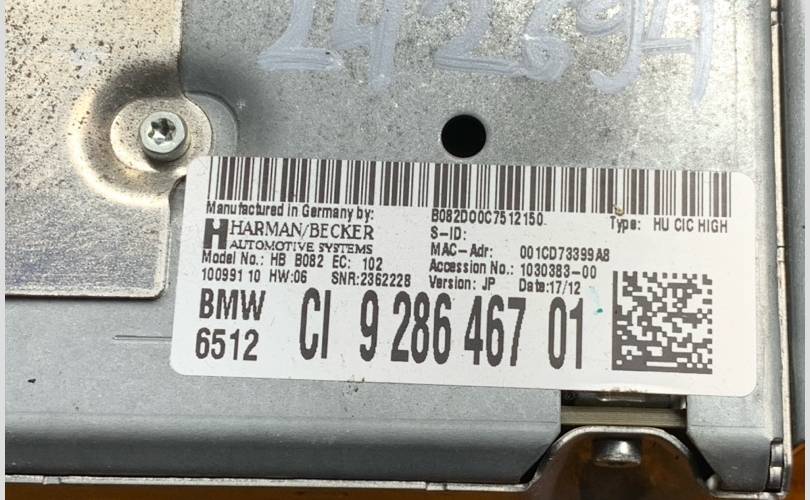 Manufactured in Germany by: B082D00C7512150 Type: HU CIC HIGH
HARMAN/BECKER S-ID:
AUTOMOTIVE SYSTEMS MAC-Adr: 001CD73399A8
Model No.: HB B082 EC: 102 Accession No.: 1030383-00
10099110 HW:06 SNR:2362228 Version: JP Date:17/12
BMW
6512 CI 9 286 467 01